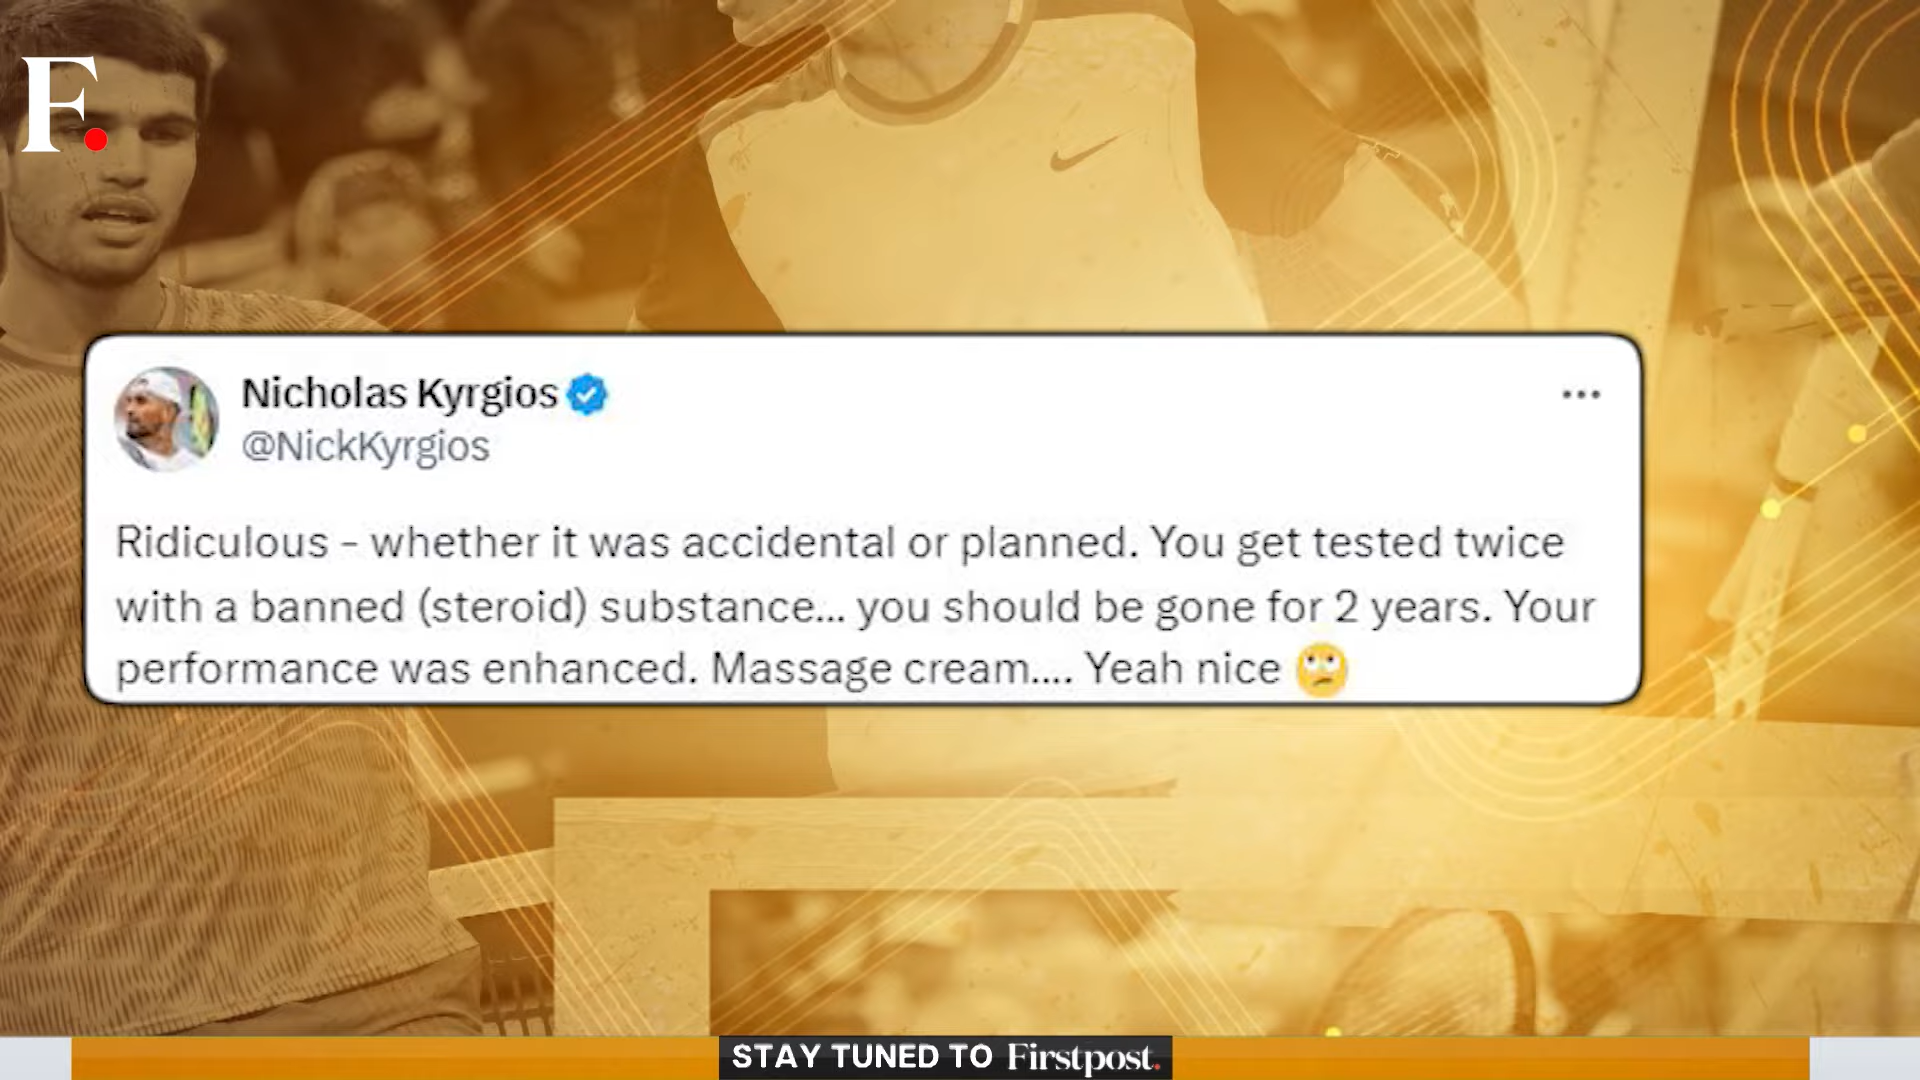 F.
Nicholas Kyrgios
@NickKyrgios
Ridiculous - whether it was accidental or planned. You get tested twice
with a banned (steroid) substance... you should be gone for 2 years. Your
performance was enhanced. Massage cream.... Yeah nice 🙄
STAY TUNED TO Firstpost.